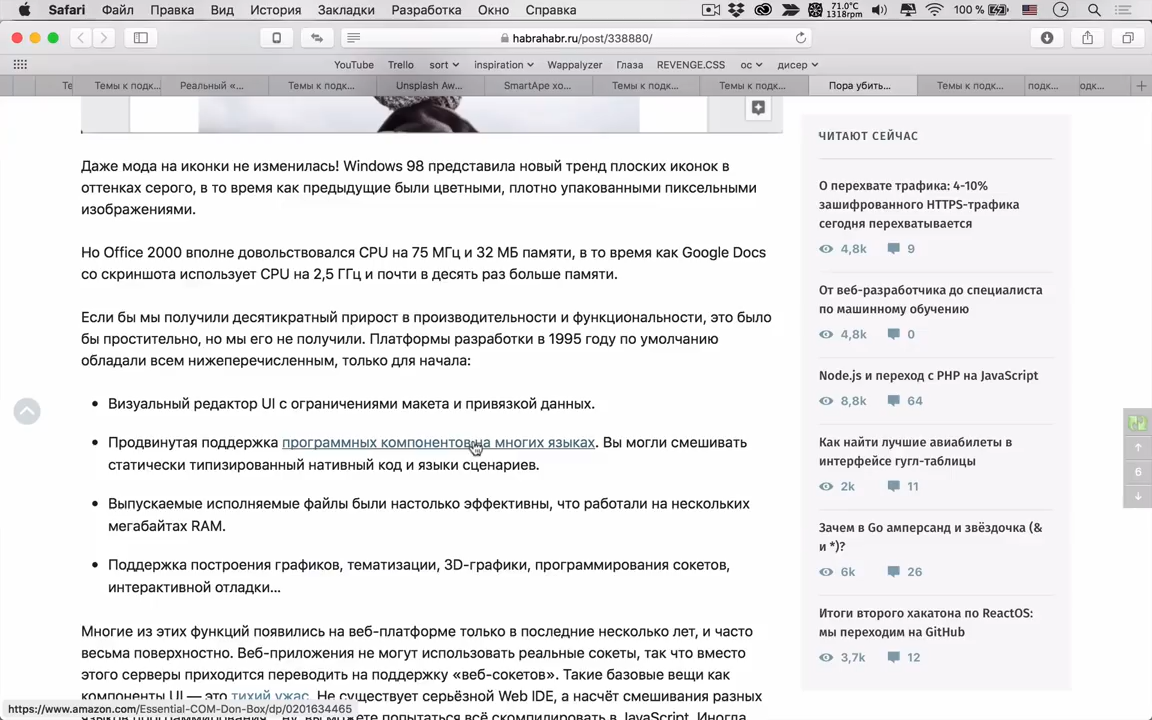 Safari Файл Правка Вид История Закладки Разработка Окно Справка 71.0°C 1318rpm 100 %
habrahabr.ru/post/338880/
YouTube Trello sort inspiration Wappalyzer Глаза REVENGE.CSS ос дисер
Те Темы к подк... Реальный «... Темы к подк... Unsplash Aw... SmartApe хо... Темы к подк... Темы к подк... Пора убить... Темы к подк... подк... одк...
Даже мода на иконки не изменилась! Windows 98 представила новый тренд плоских иконок в
оттенках серого, в то время как предыдущие были цветными, плотно упакованными пиксельными
изображениями.
Но Office 2000 вполне довольствовался CPU на 75 МГц и 32 МБ памяти, в то время как Google Docs
со скриншота использует CPU на 2,5 ГГц и почти в десять раз больше памяти.
Если бы мы получили десятикратный прирост в производительности и функциональности, это было
бы простительно, но мы его не получили. Платформы разработки в 1995 году по умолчанию
обладали всем нижеперечисленным, только для начала:
• Визуальный редактор UI с ограничениями макета и привязкой данных.
• Продвинутая поддержка программных компонентов на многих языках. Вы могли смешивать
статически типизированный нативный код и языки сценариев.
• Выпускаемые исполняемые файлы были настолько эффективны, что работали на нескольких
мегабайтах RAM.
• Поддержка построения графиков, тематизации, 3D-графики, программирования сокетов,
интерактивной отладки...
Многие из этих функций появились на веб-платформе только в последние несколько лет, и часто
весьма поверхностно. Веб-приложения не могут использовать реальные сокеты, так что вместо
этого серверы приходится переводить на поддержку «веб-сокетов». Такие базовые вещи как
компоненты UI — это тихий ужас. Не существует серьёзной Web IDE, а насчёт смешивания разных
языков программирования... ну, вы можете попытаться всё скомпилировать в JavaScript. Иногда
ЧИТАЮТ СЕЙЧАС
О перехвате трафика: 4-10%
зашифрованного HTTPS-трафика
сегодня перехватывается
4,8k 9
От веб-разработчика до специалиста
по машинному обучению
4,8k 0
Node.js и переход с PHP на JavaScript
8,8k 64
Как найти лучшие авиабилеты в
интерфейсе гугл-таблицы
2k 11
Зачем в Go амперсанд и звёздочка (&
и *)?
6k 26
Итоги второго хакатона по ReactOS:
мы переходим на GitHub
3,7k 12
6
https://www.amazon.com/Essential-COM-Don-Box/dp/0201634465